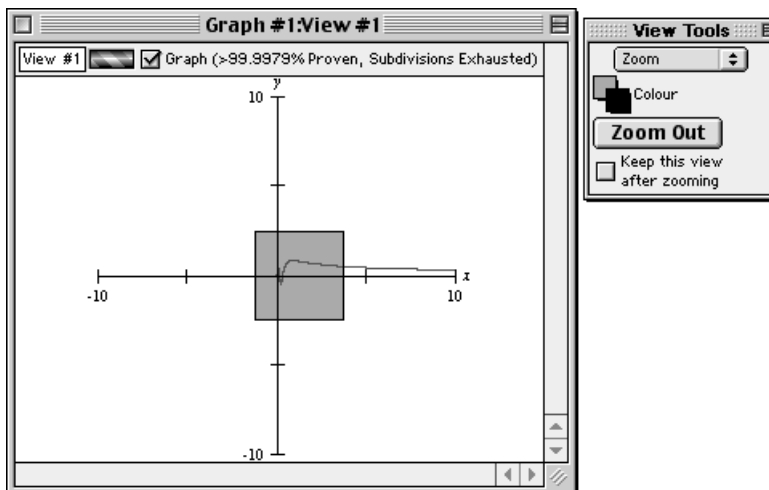 Graph #1:View #1
View #1 Graph (>99.9979% Proven, Subdivisions Exhausted)
y
10
-10
x
10
-10
View Tools
Zoom
Colour
Zoom Out
Keep this view
after zooming